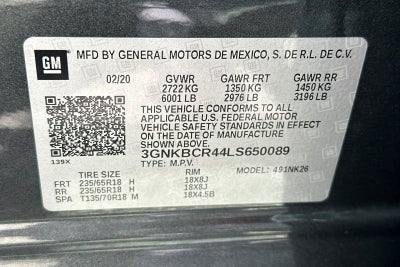 GM MFD BY GENERAL MOTORS DE MEXICO, S. DE R.L. DE C.V.
02/20 GVWR GAWR FRT GAWR RR
2722 KG 1350 KG 1450 KG
6001 LB 2976 LB 3196 LB
THIS VEHICLE CONFORMS TO ALL APPLICABLE
U.S. FEDERAL MOTOR
VEHICLE SAFETY STANDARDS IN EFFECT ON THE
DATE OF MANUFACTURE SHOWN ABOVE.
3GNKBCR44LS650089
139X TYPE: M.P.V. MODEL: 491NK26
TIRE SIZE RIM
FRT 235/65R18 H 18X8J
RR 235/65R18 H 18X8J
SPA T135/70R18 M 18X4.5B